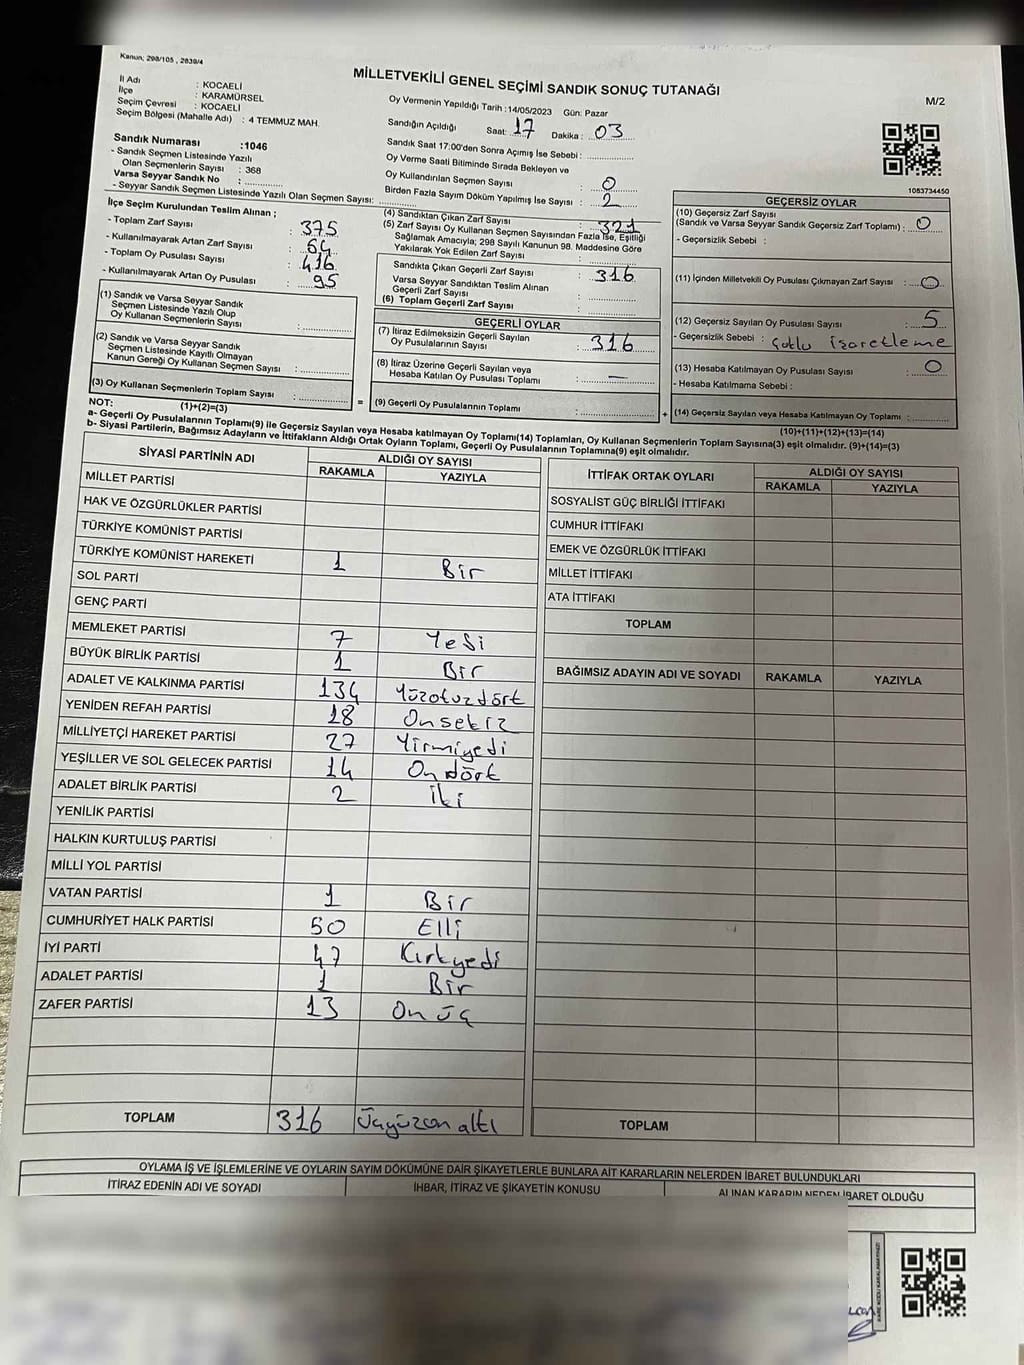 Kanun; 298/105 , 2839/4
MİLLETVEKİLİ GENEL SEÇİMİ SANDIK SONUÇ TUTANAĞI
M/2
İl Adı : KOCAELİ
İlçe : KARAMÜRSEL
Seçim Çevresi : KOCAELİ
Seçim Bölgesi (Mahalle Adı) : 4 TEMMUZ MAH.
Sandık Numarası :1046
- Sandık Seçmen Listesinde Yazılı
Olan Seçmenlerin Sayısı : 368
Varsa Seyyar Sandık No :
- Seyyar Sandık Seçmen Listesinde Yazılı Olan Seçmen Sayısı:
Oy Vermenin Yapıldığı Tarih :14/05/2023 Gün: Pazar
Sandığın Açıldığı Saat: 17 Dakika : 03
Sandık Saat 17:00'den Sonra Açımış İse Sebebi :
Oy Verme Saati Bitiminde Sırada Bekleyen ve
Oy Kullandırılan Seçmen Sayısı : 0
Birden Fazla Sayım Döküm Yapılmış İse Sayısı : 2
1083734450
İlçe Seçim Kurulundan Teslim Alınan ;
- Toplam Zarf Sayısı : 375
- Kullanılmayarak Artan Zarf Sayısı : 64
- Toplam Oy Pusulası Sayısı : 416
- Kullanılmayarak Artan Oy Pusulası : 95
(1) Sandık ve Varsa Seyyar Sandık
Seçmen Listesinde Yazılı Olup
Oy Kullanan Seçmenlerin Sayısı :
(2) Sandık ve Varsa Seyyar Sandık
Seçmen Listesinde Kayıtlı Olmayan
Kanun Gereği Oy Kullanan Seçmen Sayısı :
(3) Oy Kullanan Seçmenlerin Toplam Sayısı :
(1)+(2)=(3)
(4) Sandıktan Çıkan Zarf Sayısı : 321
(5) Zarf Sayısı Oy Kullanan Seçmen Sayısından Fazla İse, Eşitliği
Sağlamak Amacıyla; 298 Sayılı Kanunun 98. Maddesine Göre
Yakılarak Yok Edilen Zarf Sayısı :
Sandıkta Çıkan Geçerli Zarf Sayısı : 316
Varsa Seyyar Sandıktan Teslim Alınan
Geçerli Zarf Sayısı :
(6) Toplam Geçerli Zarf Sayısı :
GEÇERLİ OYLAR
(7) İtiraz Edilmeksizin Geçerli Sayılan
Oy Pusulalarının Sayısı : 316
(8) İtiraz Üzerine Geçerli Sayılan veya
Hesaba Katılan Oy Pusulası Toplamı : —
= (9) Geçerli Oy Pusulalarının Toplamı :
GEÇERSİZ OYLAR
(10) Geçersiz Zarf Sayısı
(Sandık ve Varsa Seyyar Sandık Geçersiz Zarf Toplamı) : 0
- Geçersizlik Sebebi :
(11) İçinden Milletvekili Oy Pusulası Çıkmayan Zarf Sayısı : 0
(12) Geçersiz Sayılan Oy Pusulası Sayısı : 5
- Geçersizlik Sebebi : Çoklu işaretleme
(13) Hesaba Katılmayan Oy Pusulası Sayısı : 0
- Hesaba Katılmama Sebebi :
+ (14) Geçersiz Sayılan veya Hesaba Katılmayan Oy Toplamı :
(10)+(11)+(12)+(13)=(14)
NOT:
a- Geçerli Oy Pusulalarının Toplamı(9) ile Geçersiz Sayılan veya Hesaba katılmayan Oy Toplamı(14) Toplamları, Oy Kullanan Seçmenlerin Toplam Sayısına(3) eşit olmalıdır. (9)+(14)=(3)
b- Siyasi Partilerin, Bağımsız Adayların ve İttifakların Aldığı Ortak Oyların Toplamı, Geçerli Oy Pusulalarının Toplamına(9) eşit olmalıdır.
SİYASİ PARTİNİN ADI ALDIĞI OY SAYISI
RAKAMLA YAZIYLA
MİLLET PARTİSİ
HAK VE ÖZGÜRLÜKLER PARTİSİ
TÜRKİYE KOMÜNİST PARTİSİ
TÜRKİYE KOMÜNİST HAREKETİ 1 Bir
SOL PARTİ
GENÇ PARTİ
MEMLEKET PARTİSİ 7 Yedi
BÜYÜK BİRLİK PARTİSİ 1 Bir
ADALET VE KALKINMA PARTİSİ 134 Yüzotuzdört
YENİDEN REFAH PARTİSİ 18 Onsekiz
MİLLİYETÇİ HAREKET PARTİSİ 27 Yirmiyedi
YEŞİLLER VE SOL GELECEK PARTİSİ 14 Ondört
ADALET BİRLİK PARTİSİ 2 İki
YENİLİK PARTİSİ
HALKIN KURTULUŞ PARTİSİ
MİLLİ YOL PARTİSİ
VATAN PARTİSİ 1 Bir
CUMHURİYET HALK PARTİSİ 50 Elli
İYİ PARTİ 47 Kırkyedi
ADALET PARTİSİ 1 Bir
ZAFER PARTİSİ 13 On üç
TOPLAM 316 Üçyüzon altı
İTTİFAK ORTAK OYLARI ALDIĞI OY SAYISI
RAKAMLA YAZIYLA
SOSYALİST GÜÇ BİRLİĞİ İTTİFAKI
CUMHUR İTTİFAKI
EMEK VE ÖZGÜRLÜK İTTİFAKI
MİLLET İTTİFAKI
ATA İTTİFAKI
TOPLAM
BAĞIMSIZ ADAYIN ADI VE SOYADI RAKAMLA YAZIYLA
TOPLAM
OYLAMA İŞ VE İŞLEMLERİNE VE OYLARIN SAYIM DÖKÜMÜNE DAİR ŞİKAYETLERLE BUNLARA AİT KARARLARIN NELERDEN İBARET BULUNDUKLARI
İTİRAZ EDENİN ADI VE SOYADI İHBAR, İTİRAZ VE ŞİKAYETİN KONUSU ALINAN KARARIN NEDEN İBARET OLDUĞU
KARE KODU KARALAMAYINIZ!